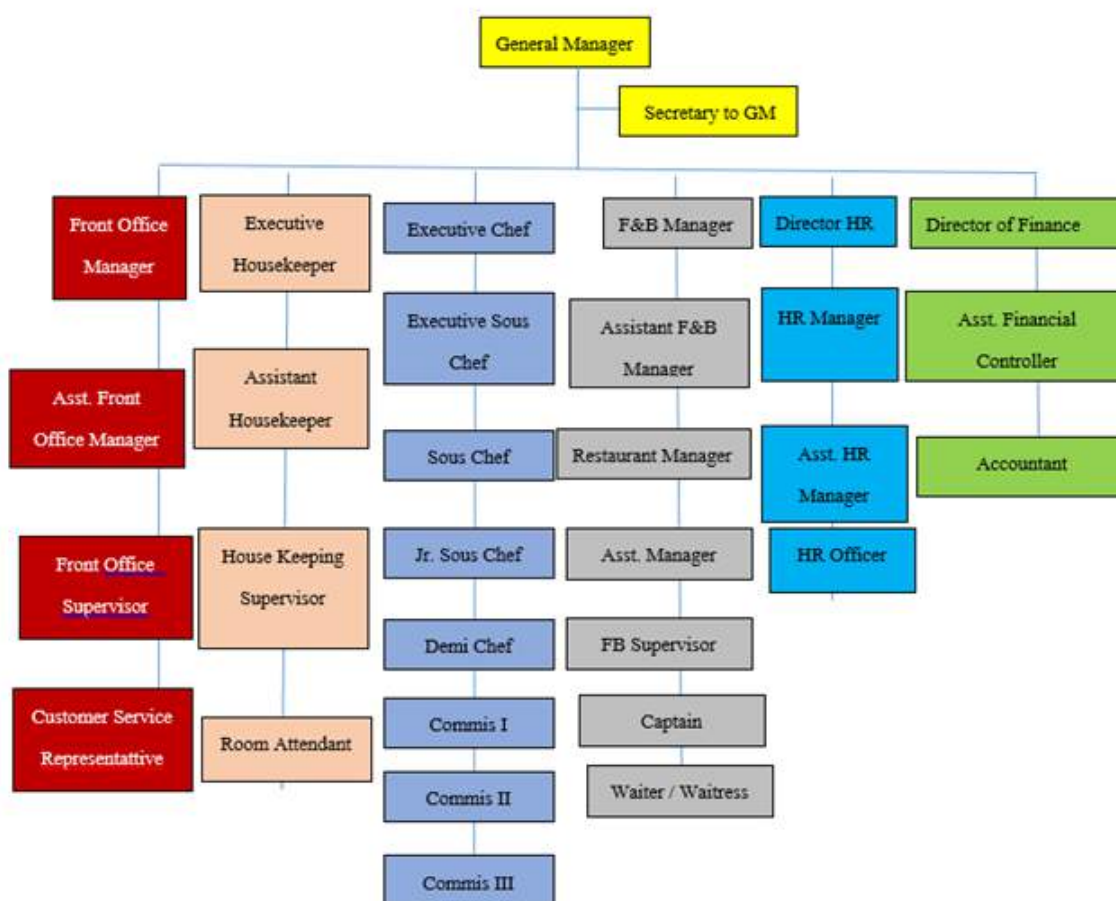 General Manager
Secretary to GM
Front Office
Manager
Executive
Housekeeper
Executive Chef
F&B Manager
Director HR
Director of Finance
Executive Sous
Chef
Assistant F&B
Manager
HR Manager
Asst. Financial
Controller
Asst. Front
Office Manager
Assistant
Housekeeper
Sous Chef
Restaurant Manager
Asst. HR
Manager
Accountant
Front Office
Supervisor
House Keeping
Supervisor
Jr. Sous Chef
Asst. Manager
HR Officer
Demi Chef
FB Supervisor
Customer Service
Representattive
Room Attendant
Commis I
Captain
Commis II
Waiter / Waitress
Commis III